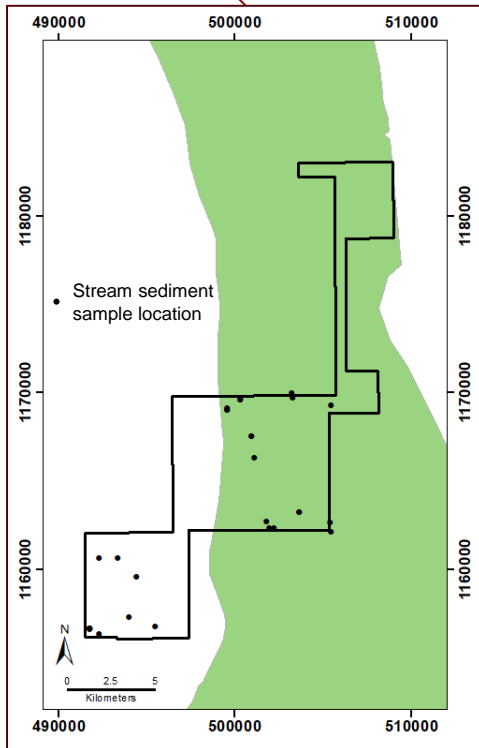 490000 500000 510000
1180000 1180000
Stream sediment
sample location
1170000 1170000
1160000 1160000
N
0 2.5 5
Kilometers
490000 500000 510000